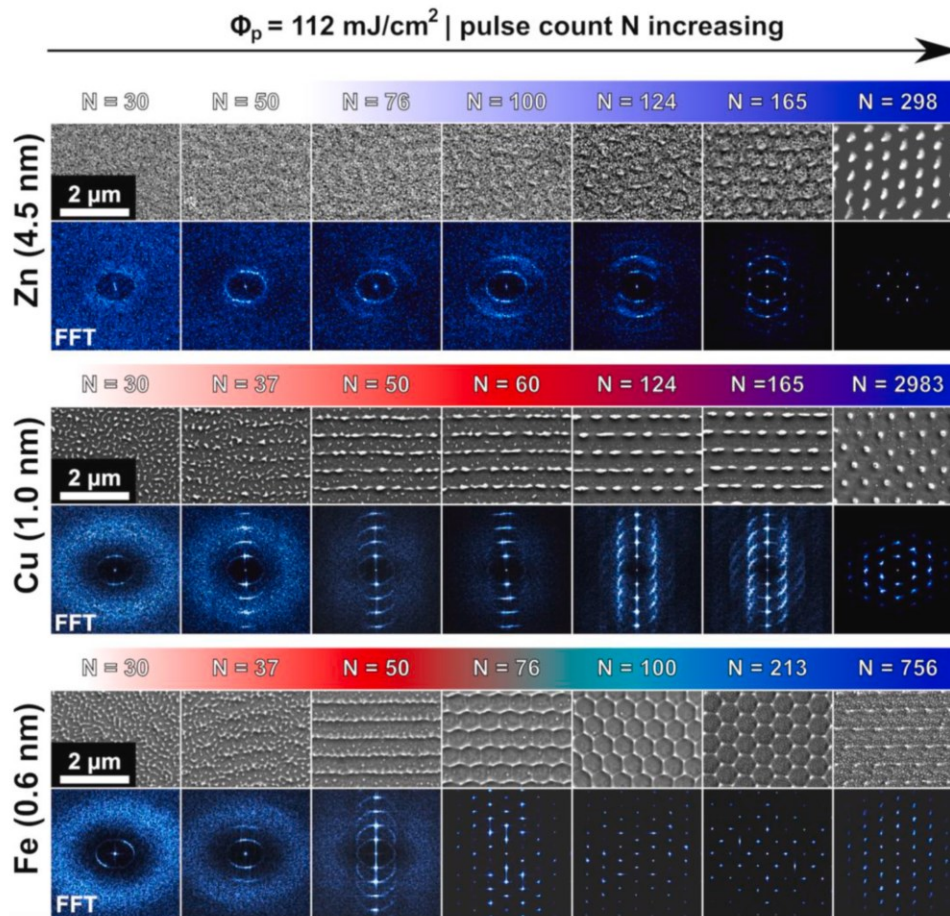 Φp = 112 mJ/cm² | pulse count N increasing
N = 30 N = 50 N = 76 N = 100 N = 124 N = 165 N = 298
Zn (4.5 nm)
2 μm
FFT
N = 30 N = 37 N = 50 N = 60 N = 124 N =165 N = 2983
Cu (1.0 nm)
2 μm
FFT
N = 30 N = 37 N = 50 N = 76 N = 100 N = 213 N = 756
Fe (0.6 nm)
2 μm
FFT